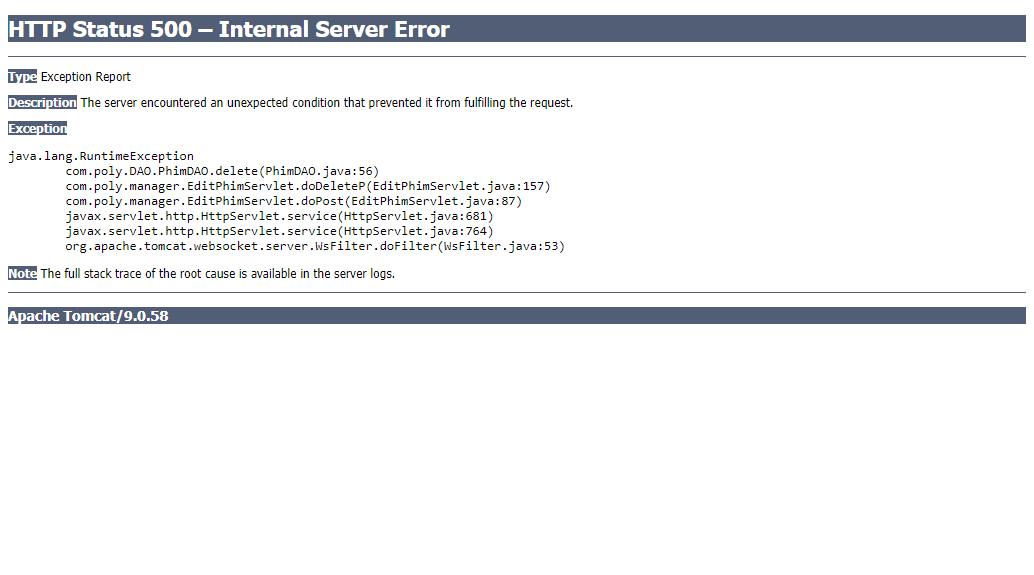 HTTP Status 500 – Internal Server Error
Type Exception Report
Description The server encountered an unexpected condition that prevented it from fulfilling the request.
Exception
java.lang.RuntimeException
com.poly.DAO.PhimDAO.delete(PhimDAO.java:56)
com.poly.manager.EditPhimServlet.doDeleteP(EditPhimServlet.java:157)
com.poly.manager.EditPhimServlet.doPost(EditPhimServlet.java:87)
javax.servlet.http.HttpServlet.service(HttpServlet.java:681)
javax.servlet.http.HttpServlet.service(HttpServlet.java:764)
org.apache.tomcat.websocket.server.WsFilter.doFilter(WsFilter.java:53)
Note The full stack trace of the root cause is available in the server logs.
Apache Tomcat/9.0.58